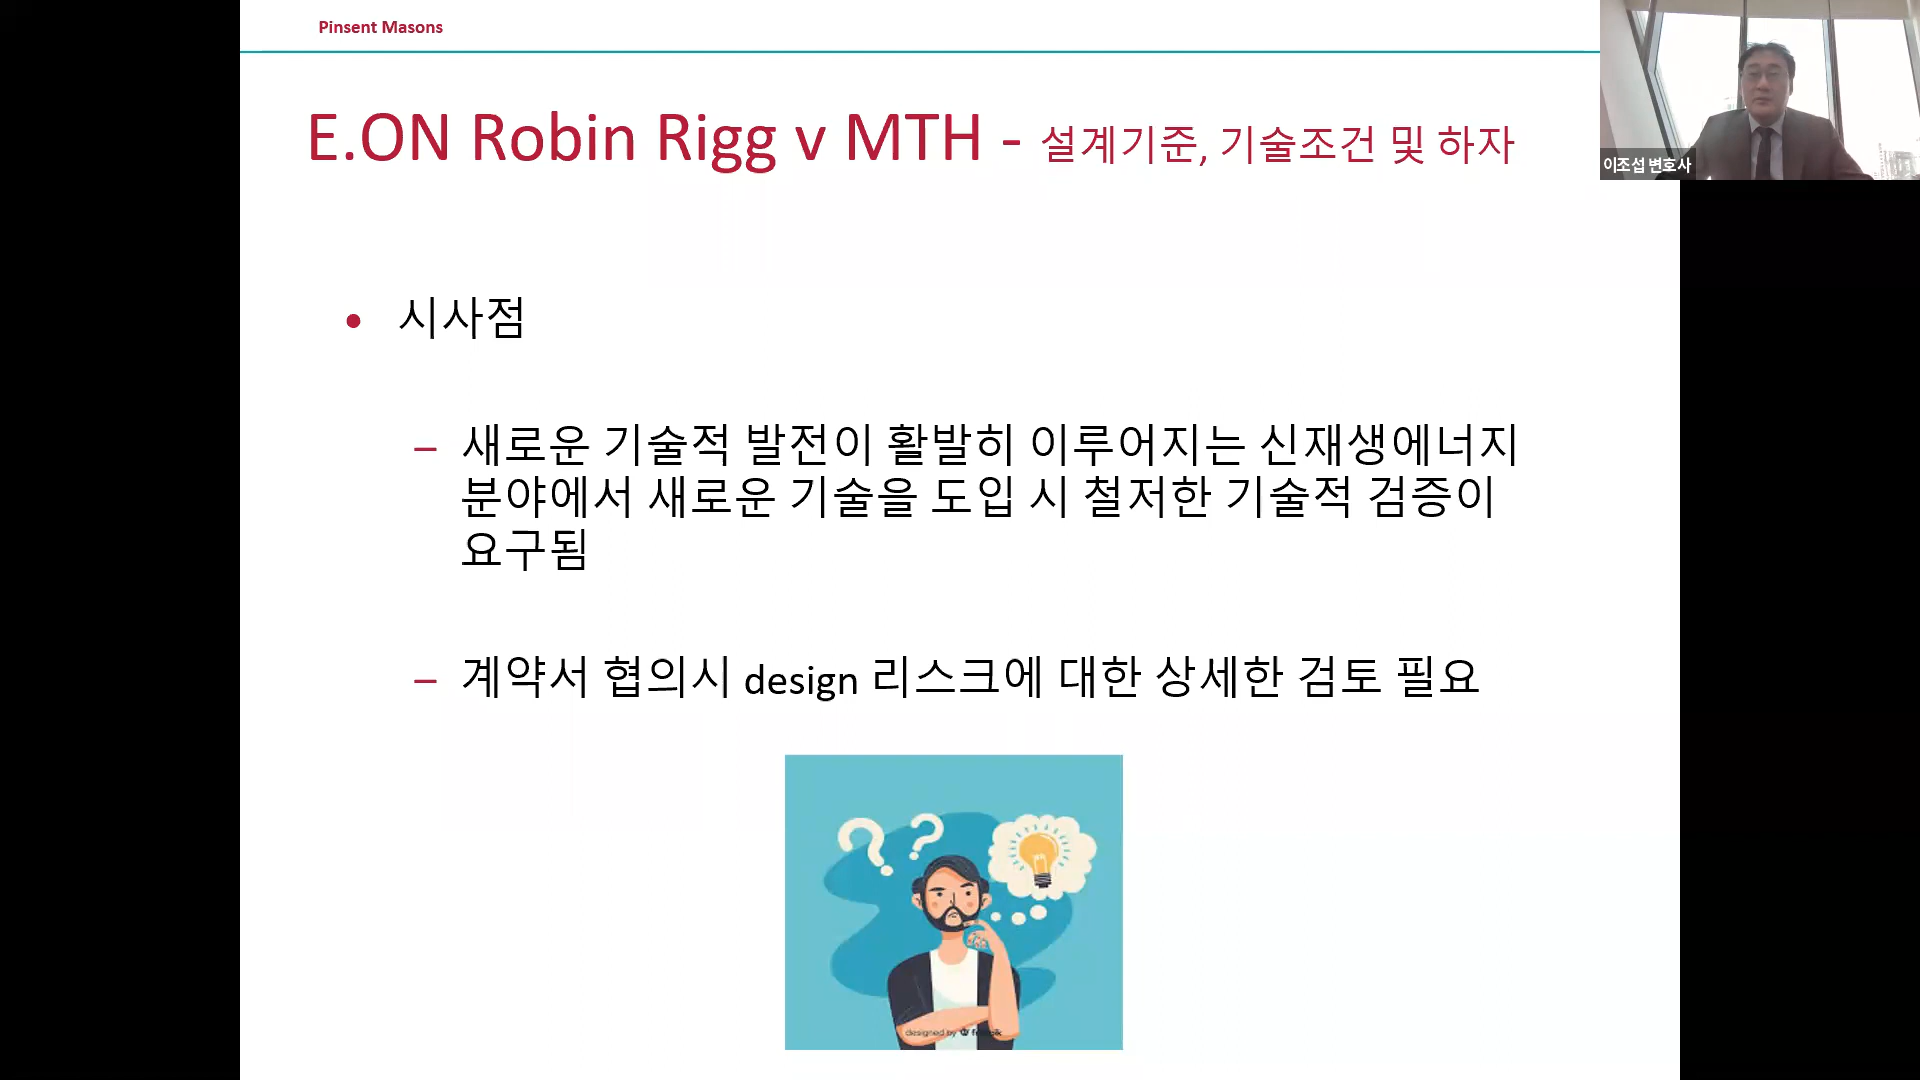 Pinsent Masons
E.ON Robin Rigg v MTH - 설계기준, 기술조건 및 하자
이조섭 변호사
• 시사점
– 새로운 기술적 발전이 활발히 이루어지는 신재생에너지
분야에서 새로운 기술을 도입 시 철저한 기술적 검증이
요구됨
– 계약서 협의시 design 리스크에 대한 상세한 검토 필요
designed by freepik